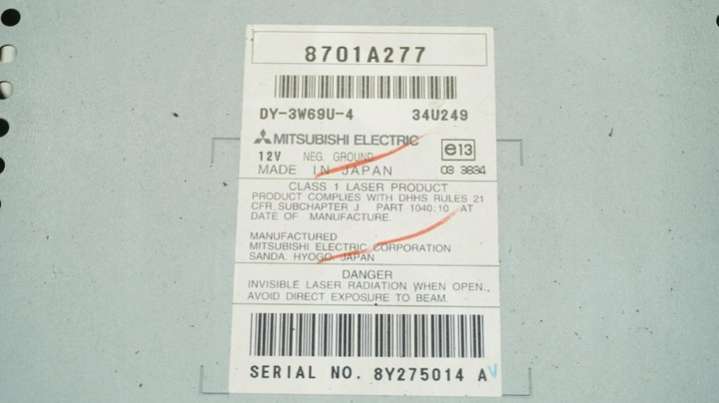 8701A277
DY-3W69U-4 34U249
MITSUBISHI ELECTRIC
12V NEG. GROUND e13
MADE IN JAPAN 03 3834
CLASS 1 LASER PRODUCT
PRODUCT COMPLIES WITH DHHS RULES 21
CFR SUBCHAPTER J PART 1040.10 AT
DATE OF MANUFACTURE.
MANUFACTURED
MITSUBISHI ELECTRIC CORPORATION
SANDA. HYOGO. JAPAN
DANGER
INVISIBLE LASER RADIATION WHEN OPEN.,
AVOID DIRECT EXPOSURE TO BEAM
SERIAL NO. 8Y275014 A